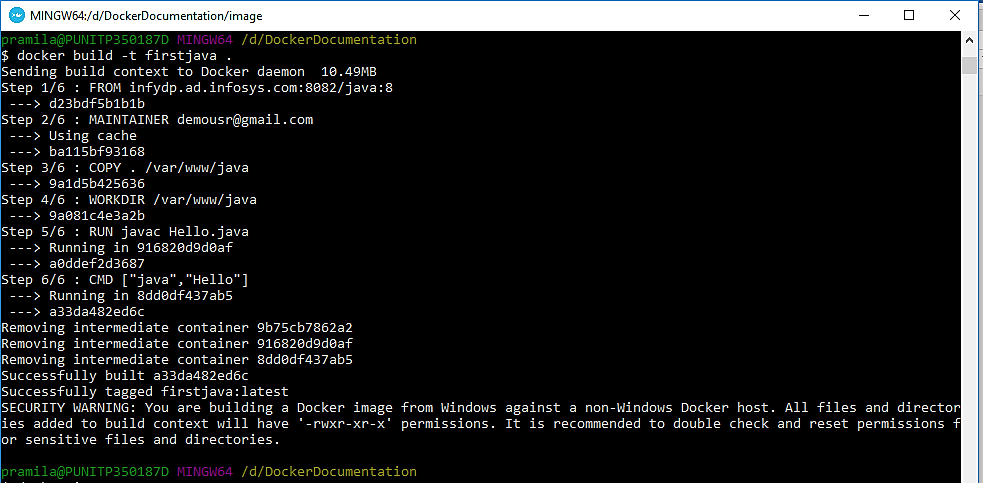 MINGW64:/d/DockerDocumentation/image
pramila@PUNITP350187D MINGW64 /d/DockerDocumentation
$ docker build -t firstjava .
Sending build context to Docker daemon  10.49MB
Step 1/6 : FROM infydp.ad.infosys.com:8082/java:8
 ---> d23bdf5b1b1b
Step 2/6 : MAINTAINER demousr@gmail.com
 ---> Using cache
 ---> ba115bf93168
Step 3/6 : COPY . /var/www/java
 ---> 9a1d5b425636
Step 4/6 : WORKDIR /var/www/java
 ---> 9a081c4e3a2b
Step 5/6 : RUN javac Hello.java
 ---> Running in 916820d9d0af
 ---> a0ddef2d3687
Step 6/6 : CMD ["java","Hello"]
 ---> Running in 8dd0df437ab5
 ---> a33da482ed6c
Removing intermediate container 9b75cb7862a2
Removing intermediate container 916820d9d0af
Removing intermediate container 8dd0df437ab5
Successfully built a33da482ed6c
Successfully tagged firstjava:latest
SECURITY WARNING: You are building a Docker image from Windows against a non-Windows Docker host. All files and director
ies added to build context will have '-rwxr-xr-x' permissions. It is recommended to double check and reset permissions f
or sensitive files and directories.
pramila@PUNITP350187D MINGW64 /d/DockerDocumentation